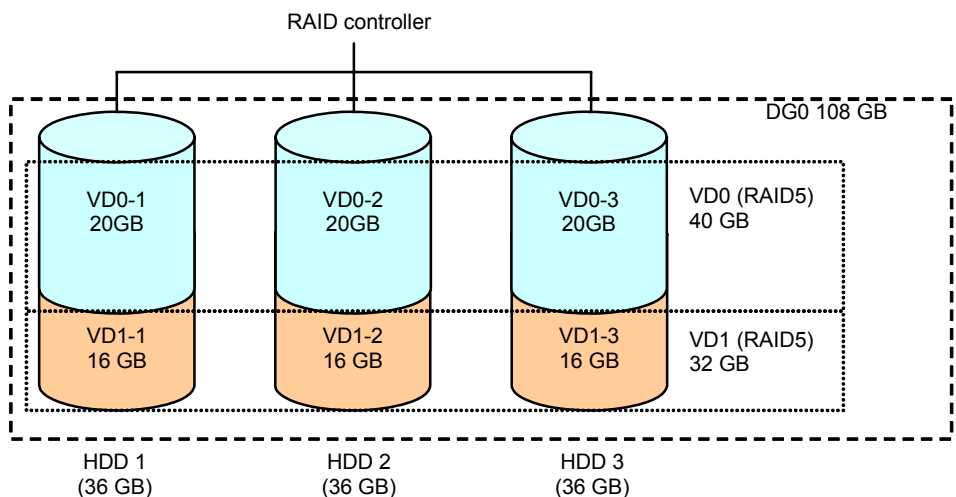 RAID controller
DG0 108 GB
VD0-1
20GB
VD0-2
20GB
VD0-3
20GB
VD0 (RAID5)
40 GB
VD1-1
16 GB
VD1-2
16 GB
VD1-3
16 GB
VD1 (RAID5)
32 GB
HDD 1
(36 GB)
HDD 2
(36 GB)
HDD 3
(36 GB)